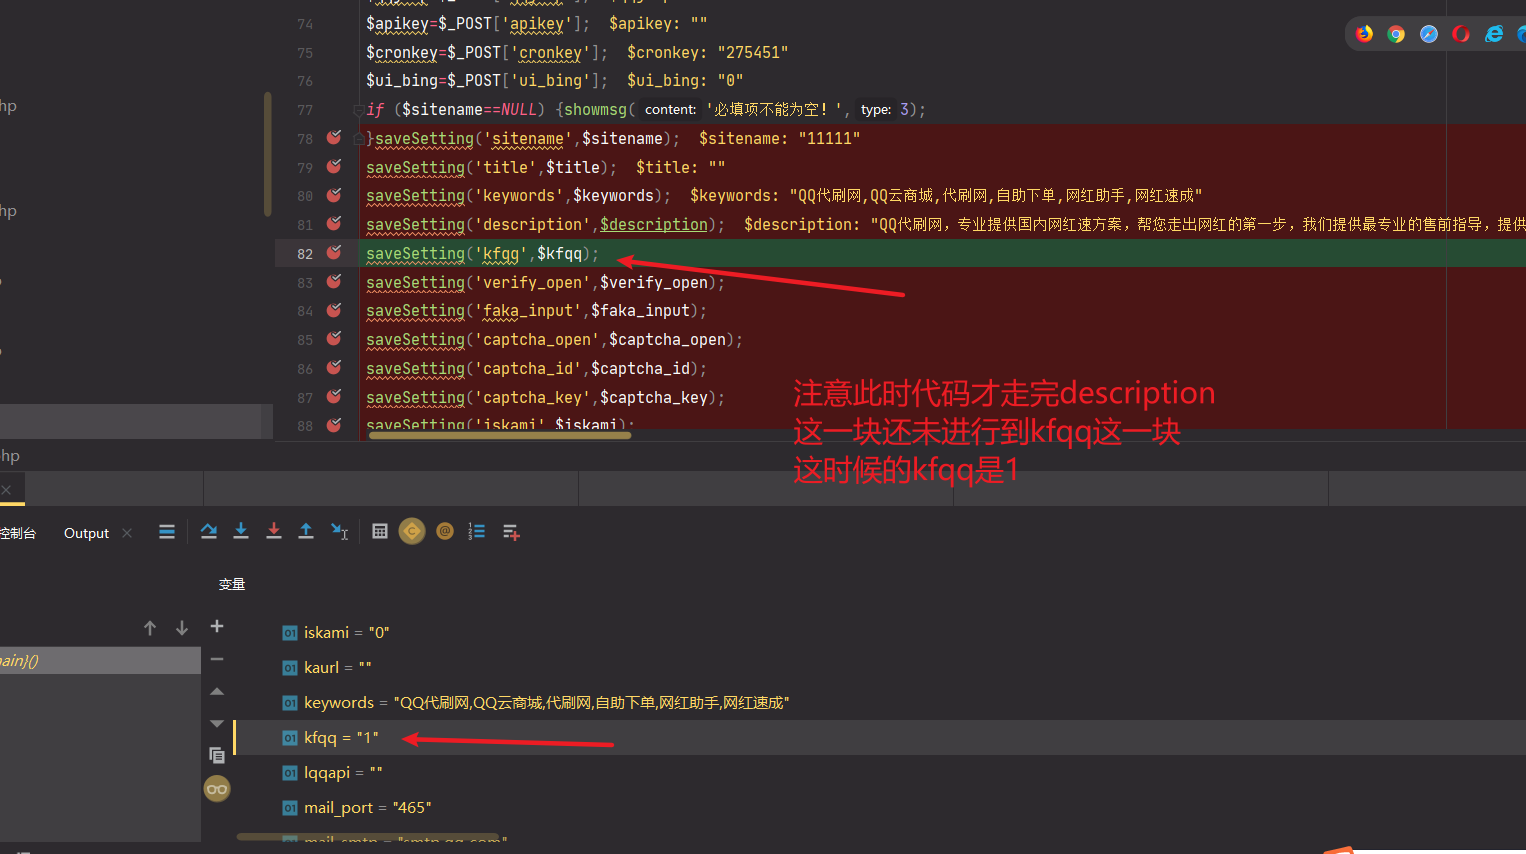 74 $apikey=$_POST['apikey']; $apikey: ""
75 $cronkey=$_POST['cronkey']; $cronkey: "275451"
76 $ui_bing=$_POST['ui_bing']; $ui_bing: "0"
77 if ($sitename==NULL) {showmsg( content: '必填项不能为空!', type: 3);
78 }saveSetting('sitename',$sitename); $sitename: "11111"
79 saveSetting('title',$title); $title: ""
80 saveSetting('keywords',$keywords); $keywords: "QQ代刷网,QQ云商城,代刷网,自助下单,网红助手,网红速成"
81 saveSetting('description',$description); $description: "QQ代刷网，专业提供国内网红速方案，帮您走出网红的第一步，我们提供最专业的售前指导，提供
82 saveSetting('kfqq',$kfqq);
83 saveSetting('verify_open',$verify_open);
84 saveSetting('faka_input',$faka_input);
85 saveSetting('captcha_open',$captcha_open);
86 saveSetting('captcha_id',$captcha_id);
87 saveSetting('captcha_key',$captcha_key);
88 saveSetting('iskami',$iskami);
hp
hp
注意此时代码才走完description
这一块还未进行到kfqq这一块
这时候的kfqq是1
hp
控制台 Output
变量
main}()
iskami = "0"
kaurl = ""
keywords = "QQ代刷网,QQ云商城,代刷网,自助下单,网红助手,网红速成"
kfqq = "1"
lqqapi = ""
mail_port = "465"
mail_smtp = "smtp.qq.com"